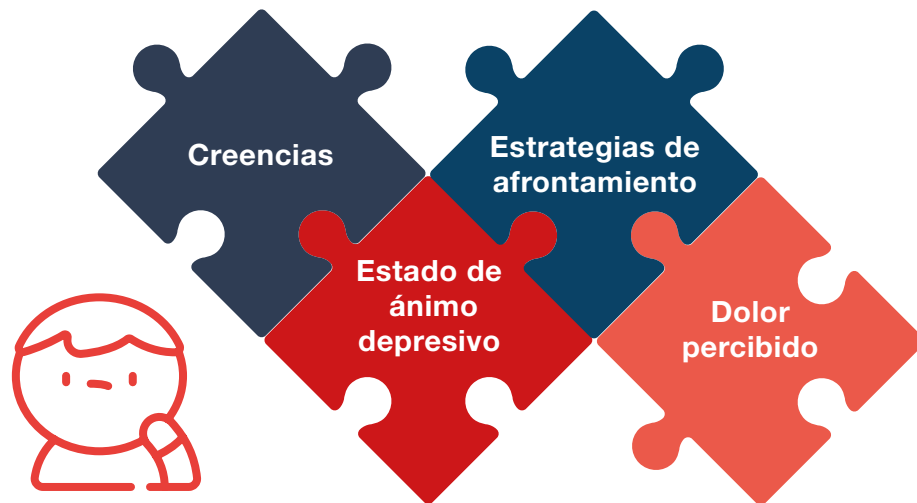 Creencias
Estrategias de
afrontamiento
Estado de
ánimo
depresivo
Dolor
percibido